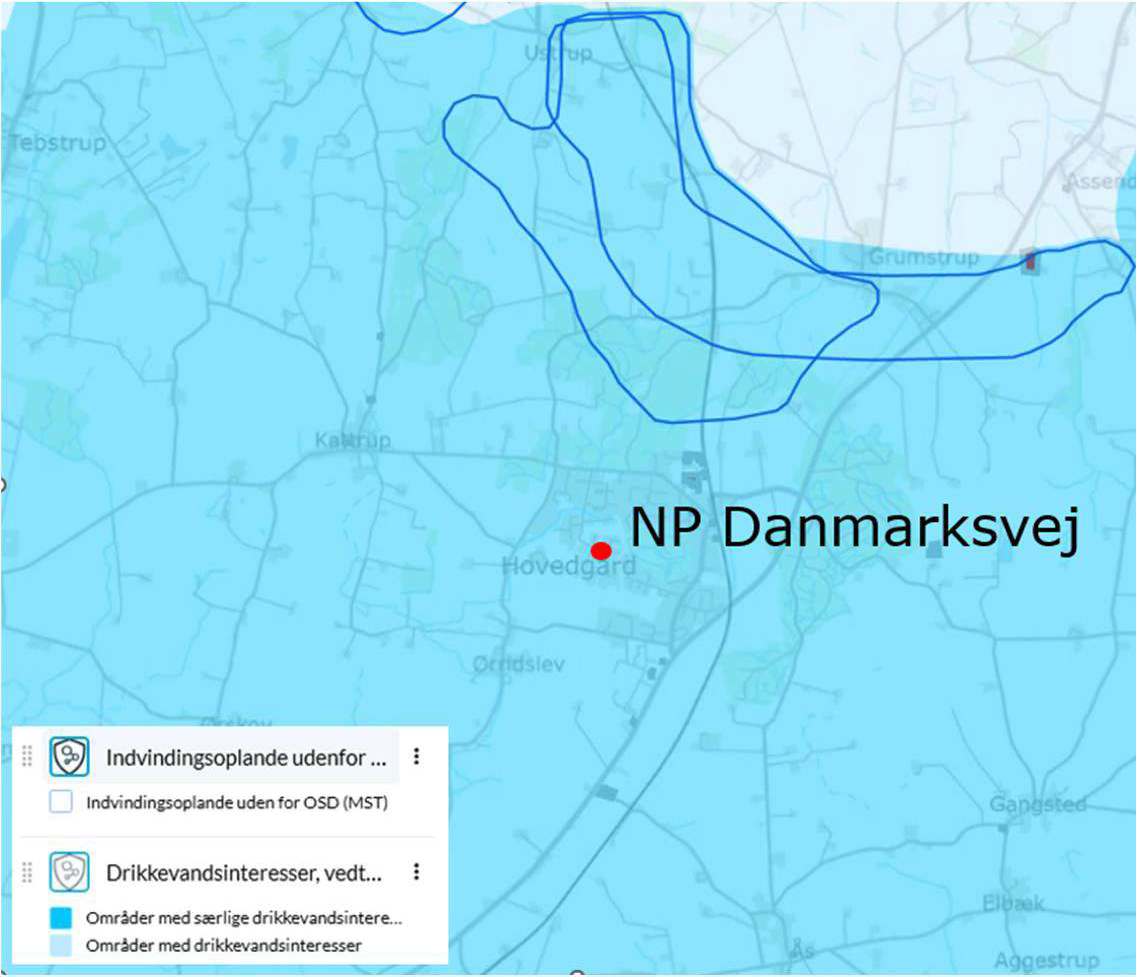 Ustrup
Tebstrup
Assend
Grumstrup
Kattrup
NP Danmarksvej
Hovedgård
Ørridslev
Ørskov
Indvindingsoplande udenfor ...
Indvindingsoplande uden for OSD (MST)
Gangsted
Drikkevandsinteresser, vedt...
Områder med særlige drikkevandsintere...
Elbæk
Områder med drikkevandsinteresser
Ås
Aggestrup